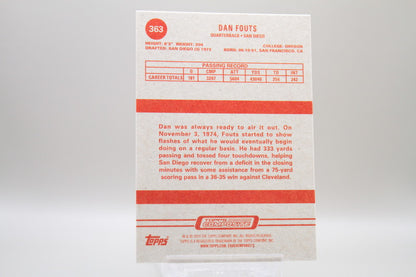 363
DAN FOUTS
QUARTERBACK • SAN DIEGO
HEIGHT: 6'3" WEIGHT: 204 COLLEGE: OREGON
DRAFTED: SAN DIEGO (3) 1973 BORN: 06-10-51, SAN FRANCISCO, CA
PASSING RECORD
G CMP ATT YDS TD INT
CAREER TOTALS 181 3297 5604 43040 254 242
Dan was always ready to air it out. On
November 3, 1974, Fouts started to show
flashes of what he would eventually begin
doing on a regular basis. He had 333 yards
passing and tossed four touchdowns, helping
San Diego recover from a deficit in the closing
minutes with some assistance from a 75-yard
scoring pass in a 36-35 win against Cleveland.
COMPOSITE
Topps